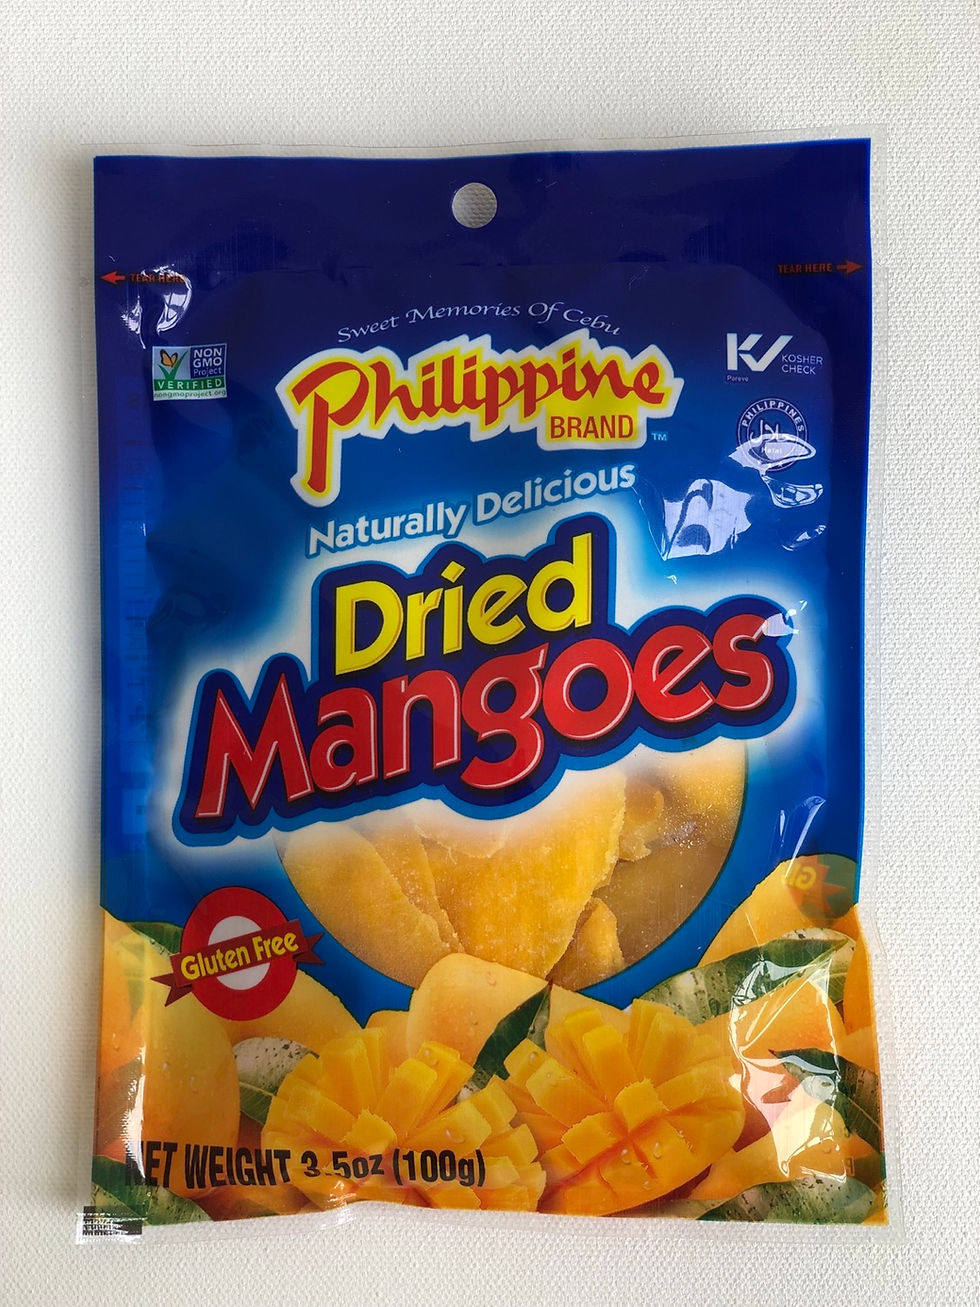 TEAR HERE
TEAR HERE
Sweet Memories Of Cebu
Philippine
BRAND
TM
NON
GMO
Project
VERIFIED
nongmoproject.org
KOSHER
CHECK
Pareve
PHILIPPINES
Halal
Naturally Delicious
Dried
Mangoes
Gluten Free
NET WEIGHT 3.5oz (100g)